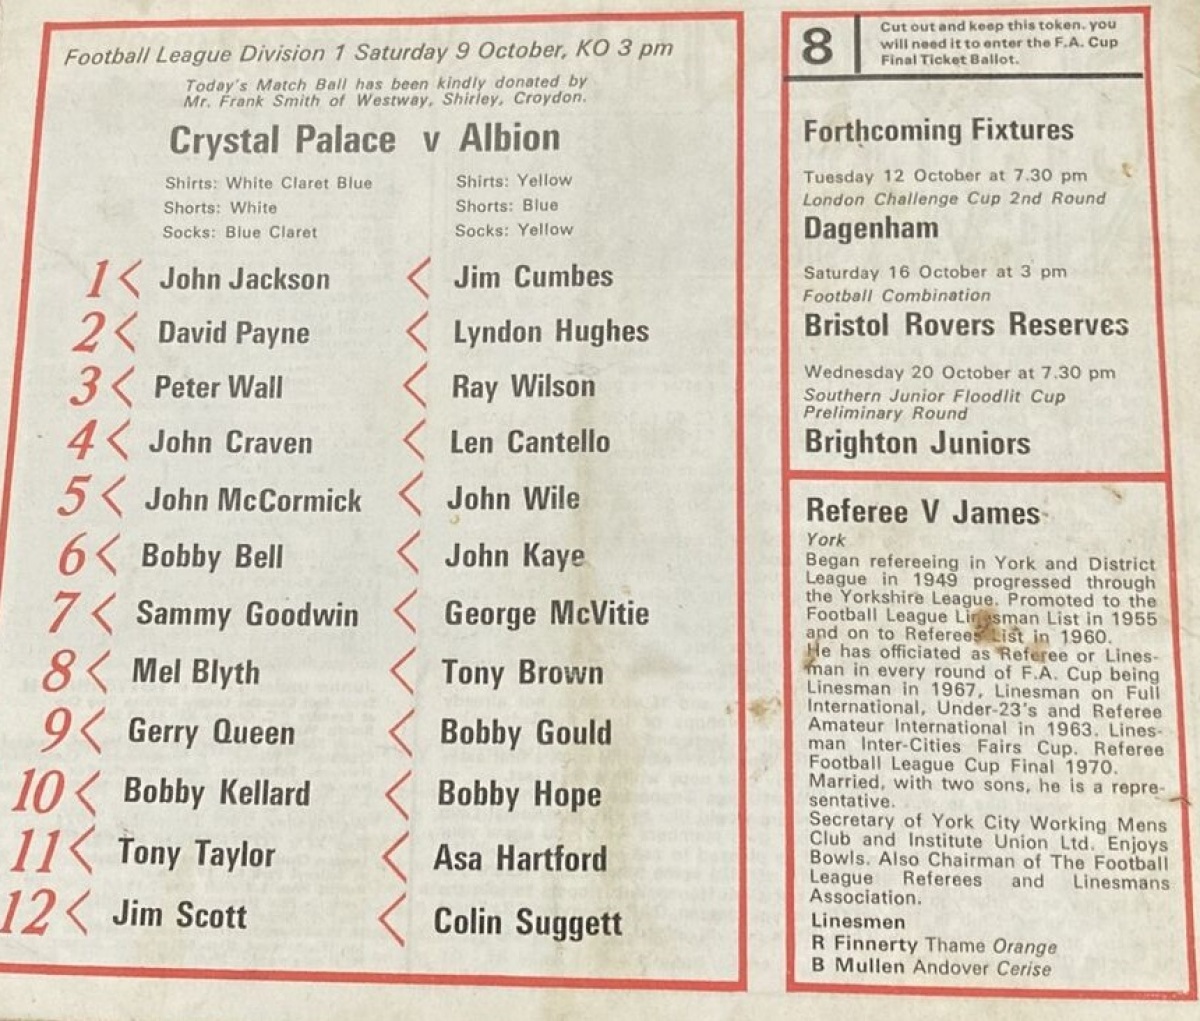 Football League Division 1 Saturday 9 October, KO 3 pm
Today's Match Ball has been kindly donated by
Mr. Frank Smith of Westway, Shirley, Croydon.
Crystal Palace v Albion
Shirts: White Claret Blue Shirts: Yellow
Shorts: White Shorts: Blue
Socks: Blue Claret Socks: Yellow
1 < John Jackson < Jim Cumbes
2 < David Payne < Lyndon Hughes
3 < Peter Wall < Ray Wilson
4 < John Craven < Len Cantello
5 < John McCormick < John Wile
6 < Bobby Bell < John Kaye
7 < Sammy Goodwin < George McVitie
8 < Mel Blyth < Tony Brown
9 < Gerry Queen < Bobby Gould
10 < Bobby Kellard < Bobby Hope
11 < Tony Taylor < Asa Hartford
12 < Jim Scott < Colin Suggett
8
Cut out and keep this token. you
will need it to enter the F.A. Cup
Final Ticket Ballot.
Forthcoming Fixtures
Tuesday 12 October at 7.30 pm
London Challenge Cup 2nd Round
Dagenham
Saturday 16 October at 3 pm
Football Combination
Bristol Rovers Reserves
Wednesday 20 October at 7.30 pm
Southern Junior Floodlit Cup
Preliminary Round
Brighton Juniors
Referee V James
York
Began refereeing in York and District
League in 1949 progressed through
the Yorkshire League. Promoted to the
Football League Linesman List in 1955
and on to Referees List in 1960.
He has officiated as Referee or Lines-
man in every round of F.A. Cup being
Linesman in 1967, Linesman on Full
International, Under-23's and Referee
Amateur International in 1963. Lines-
man Inter-Cities Fairs Cup. Referee
Football League Cup Final 1970.
Married, with two sons, he is a repre-
sentative.
Secretary of York City Working Mens
Club and Institute Union Ltd. Enjoys
Bowls. Also Chairman of The Football
League Referees and Linesmans
Association.
Linesmen
R Finnerty Thame Orange
B Mullen Andover Cerise